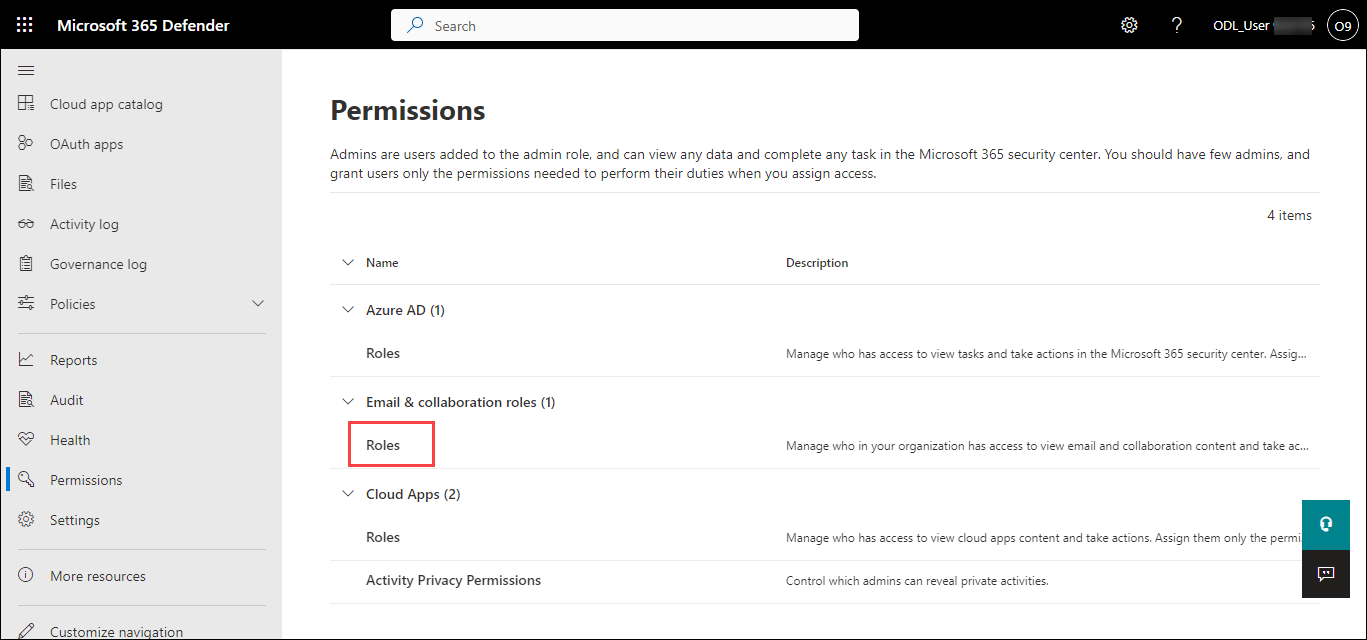 Microsoft 365 Defender
Search
ODL_User
O9
Cloud app catalog
OAuth apps
Files
Activity log
Governance log
Policies
Reports
Audit
Health
Permissions
Settings
More resources
Customize navigation
Permissions
Admins are users added to the admin role, and can view any data and complete any task in the Microsoft 365 security center. You should have few admins, and
grant users only the permissions needed to perform their duties when you assign access.
4 items
Name Description
Azure AD (1)
Roles Manage who has access to view tasks and take actions in the Microsoft 365 security center. Assig...
Email & collaboration roles (1)
Roles Manage who in your organization has access to view email and collaboration content and take ac...
Cloud Apps (2)
Roles Manage who has access to view cloud apps content and take actions. Assign them only the permi
Activity Privacy Permissions Control which admins can reveal private activities.